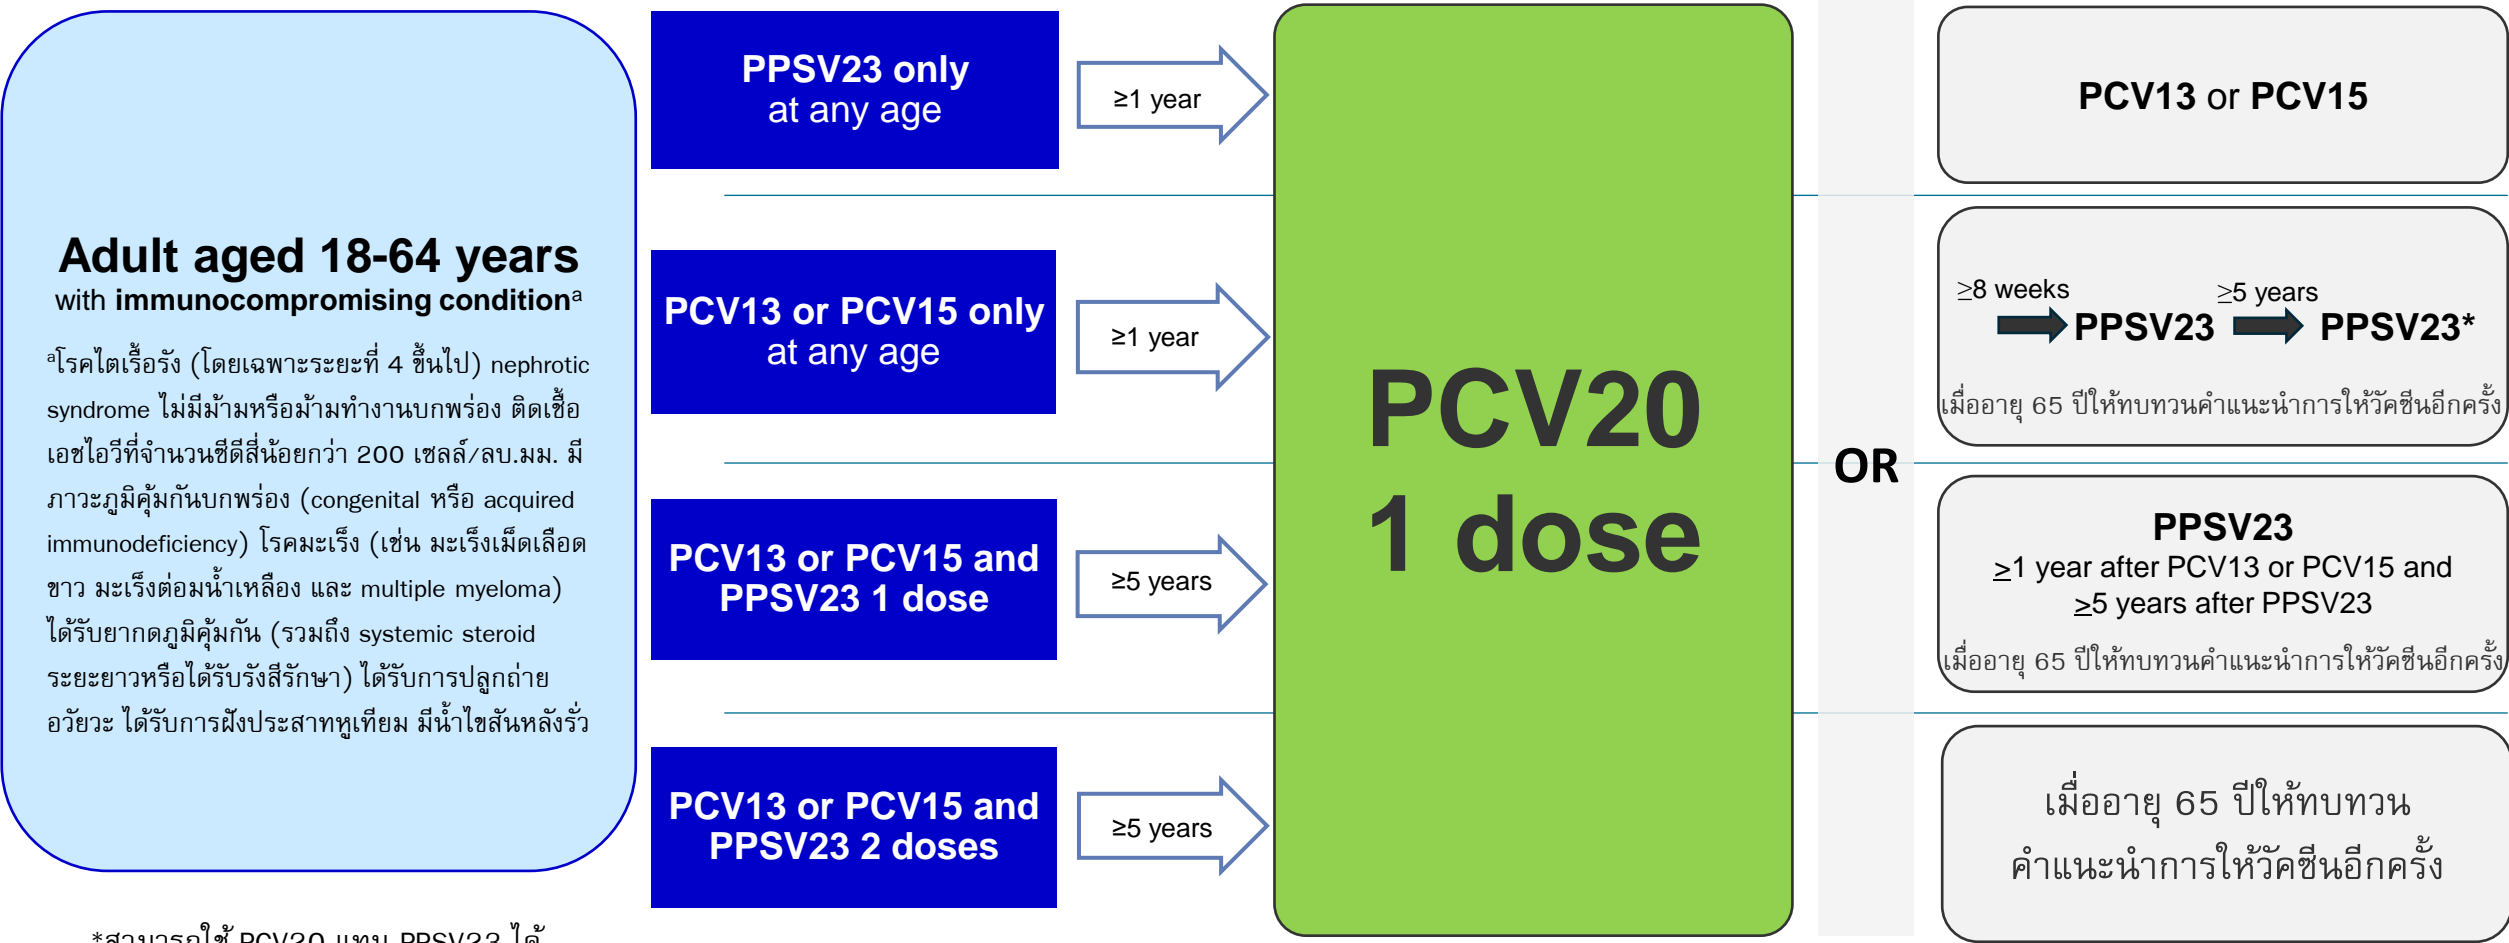 Adult aged 18-64 years
with immunocompromising conditionᵃ
ᵃโรคไตเรื้อรัง (โดยเฉพาะระยะที่ 4 ขึ้นไป) nephrotic
syndrome ไม่มีม้ามหรือม้ามทำงานบกพร่อง ติดเชื้อ
เอชไอวีที่จำนวนซีดีสี่น้อยกว่า 200 เซลล์/ลบ.มม. มี
ภาวะภูมิคุ้มกันบกพร่อง (congenital หรือ acquired
immunodeficiency) โรคมะเร็ง (เช่น มะเร็งเม็ดเลือด
ขาว มะเร็งต่อมน้ำเหลือง และ multiple myeloma)
ได้รับยากดภูมิคุ้มกัน (รวมถึง systemic steroid
ระยะยาวหรือได้รับรังสีรักษา) ได้รับการปลูกถ่าย
อวัยวะ ได้รับการฝังประสาทหูเทียม มีน้ำไขสันหลังรั่ว
*สามารถใช้ PCV20 แทน PPSV23 ได้
PPSV23 only
at any age
≥1 year
PCV13 or PCV15 only
at any age
≥1 year
PCV13 or PCV15 and
PPSV23 1 dose
≥5 years
PCV13 or PCV15 and
PPSV23 2 doses
≥5 years
PCV20
1 dose
OR
PCV13 or PCV15
≥8 weeks
≥5 years
PPSV23
PPSV23*
เมื่ออายุ 65 ปีให้ทบทวนคำแนะนำการให้วัคซีนอีกครั้ง
PPSV23
≥1 year after PCV13 or PCV15 and
≥5 years after PPSV23
เมื่ออายุ 65 ปีให้ทบทวนคำแนะนำการให้วัคซีนอีกครั้ง
เมื่ออายุ 65 ปีให้ทบทวน
คำแนะนำการให้วัคซีนอีกครั้ง